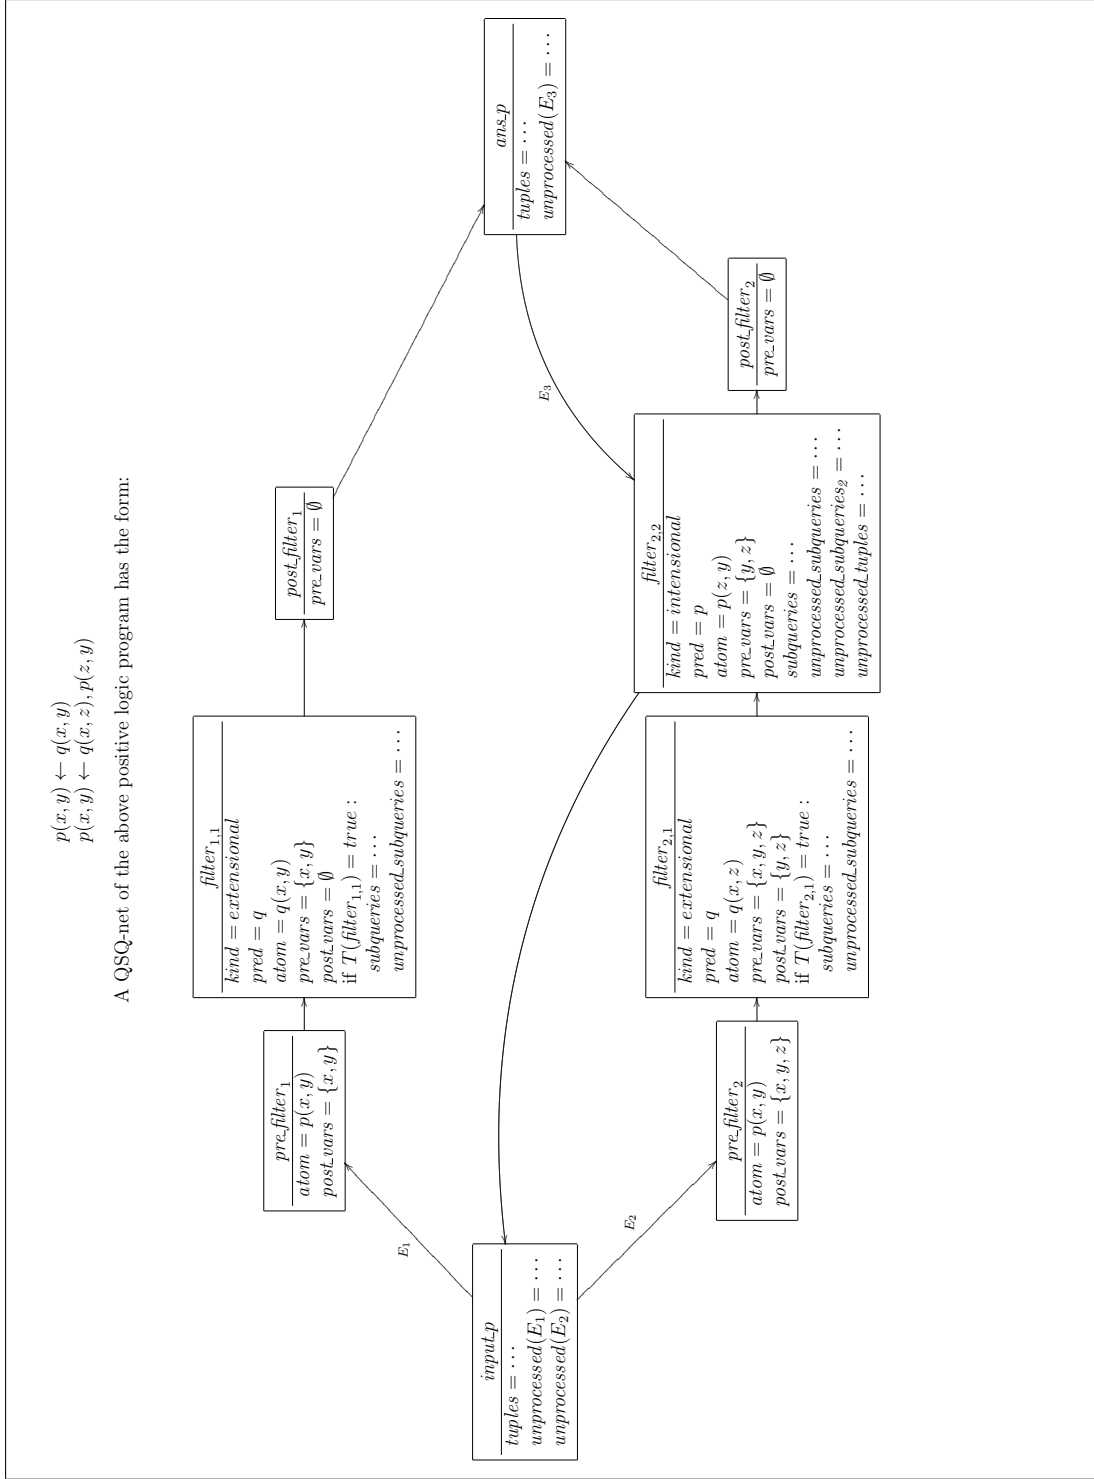 p(x, y) ← q(x, y)
p(x, y) ← q(x, z), p(z, y)
A QSQ-net of the above positive logic program has the form:
pre_filter₁
atom = p(x, y)
post_vars = {x, y}
filter₁,₁
kind = extensional
pred = q
atom = q(x, y)
pre_vars = {x, y}
post_vars = ∅
if T(filter₁,₁) = true :
subqueries = · · ·
unprocessed_subqueries = · · ·
post_filter₁
pre_vars = ∅
E₁
input_p
tuples = · · ·
unprocessed(E₁) = · · ·
unprocessed(E₂) = · · ·
ans_p
tuples = · · ·
unprocessed(E₃) = · · ·
E₃
E₂
pre_filter₂
atom = p(x, y)
post_vars = {x, y, z}
filter₂,₁
kind = extensional
pred = q
atom = q(x, z)
pre_vars = {x, y, z}
post_vars = {y, z}
if T(filter₂,₁) = true :
subqueries = · · ·
unprocessed_subqueries = · · ·
filter₂,₂
kind = intensional
pred = p
atom = p(z, y)
pre_vars = {y, z}
post_vars = ∅
subqueries = · · ·
unprocessed_subqueries = · · ·
unprocessed_subqueries₂ = · · ·
unprocessed_tuples = · · ·
post_filter₂
pre_vars = ∅